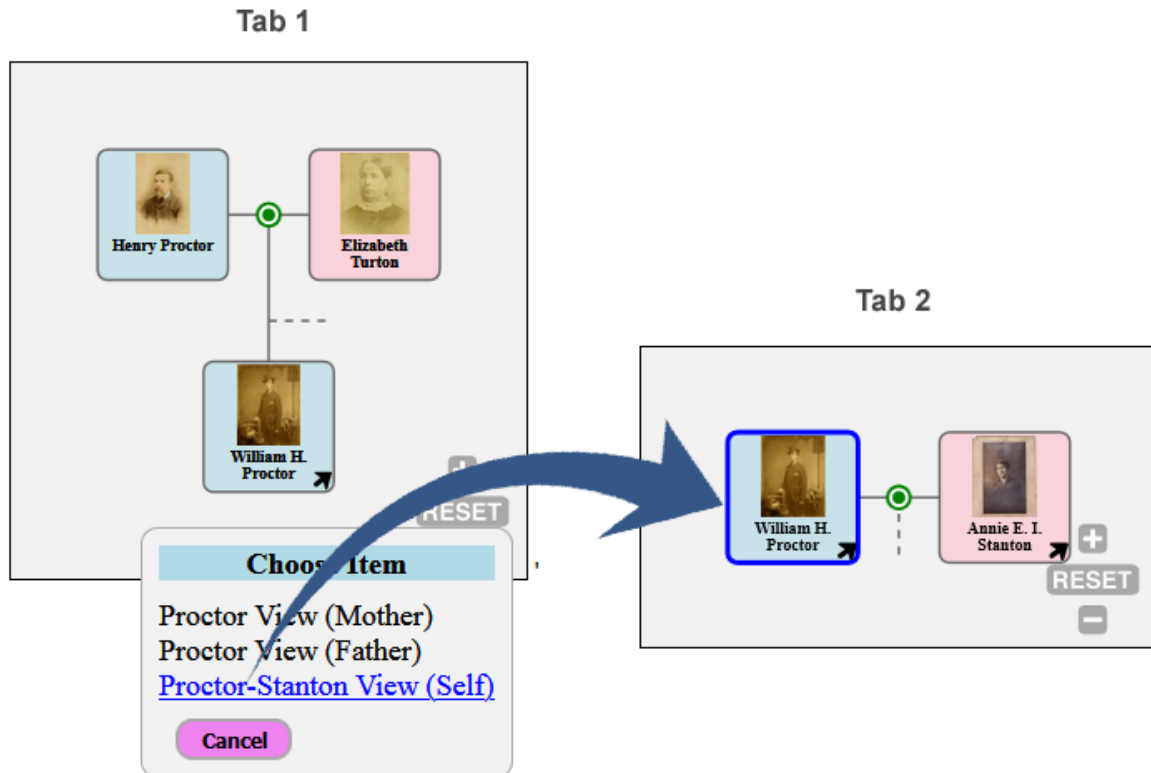 Tab 1
Henry Proctor
Elizabeth
Turton
William H.
Proctor
RESET
Choose Item
Proctor View (Mother)
Proctor View (Father)
Proctor-Stanton View (Self)
Cancel
'
Tab 2
William H.
Proctor
Annie E. I.
Stanton
+
RESET
−